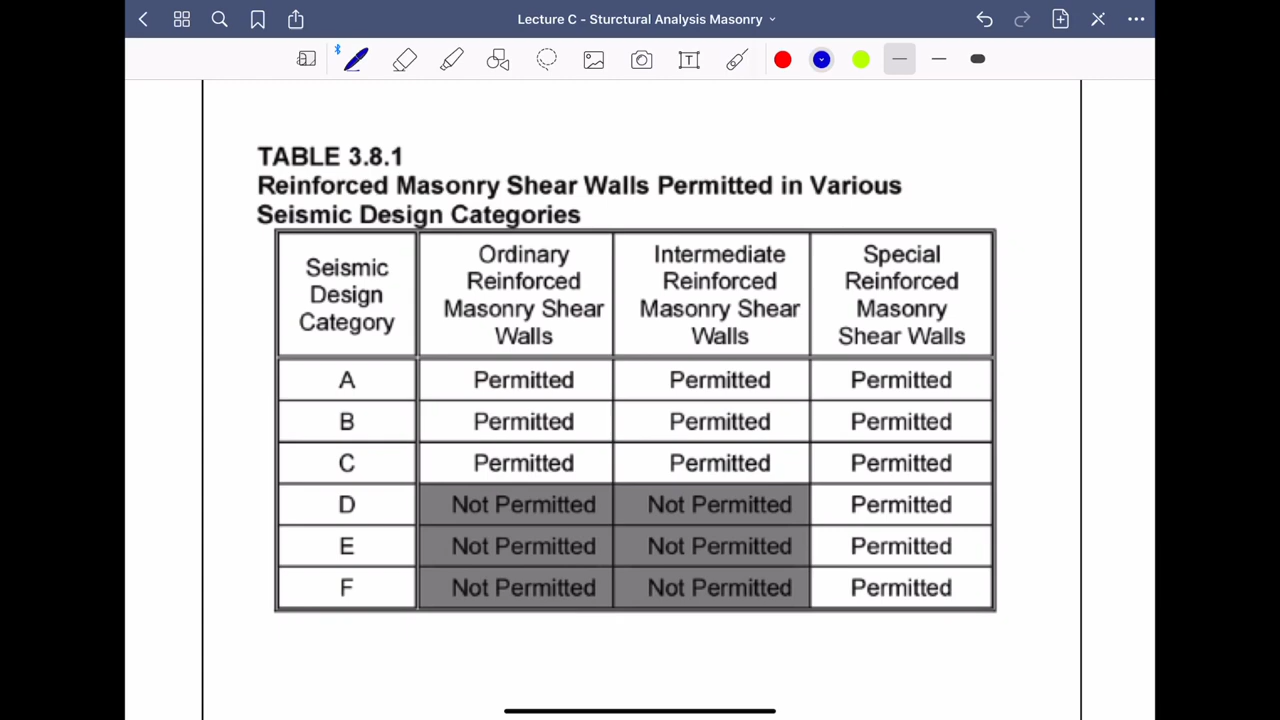 Lecture C - Sturctural Analysis Masonry
T
TABLE 3.8.1
Reinforced Masonry Shear Walls Permitted in Various
Seismic Design Categories
Seismic
Design
Category
Ordinary
Reinforced
Masonry Shear
Walls
Intermediate
Reinforced
Masonry Shear
Walls
Special
Reinforced
Masonry
Shear Walls
A Permitted Permitted Permitted
B Permitted Permitted Permitted
C Permitted Permitted Permitted
D Not Permitted Not Permitted Permitted
E Not Permitted Not Permitted Permitted
F Not Permitted Not Permitted Permitted